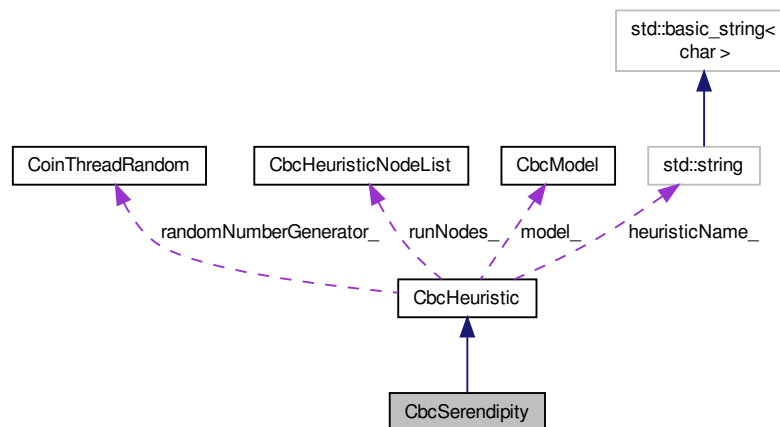 std::basic_string<
char >
CoinThreadRandom
CbcHeuristicNodeList
CbcModel
std::string
randomNumberGenerator_
runNodes_
model_
heuristicName_
CbcHeuristic
CbcSerendipity